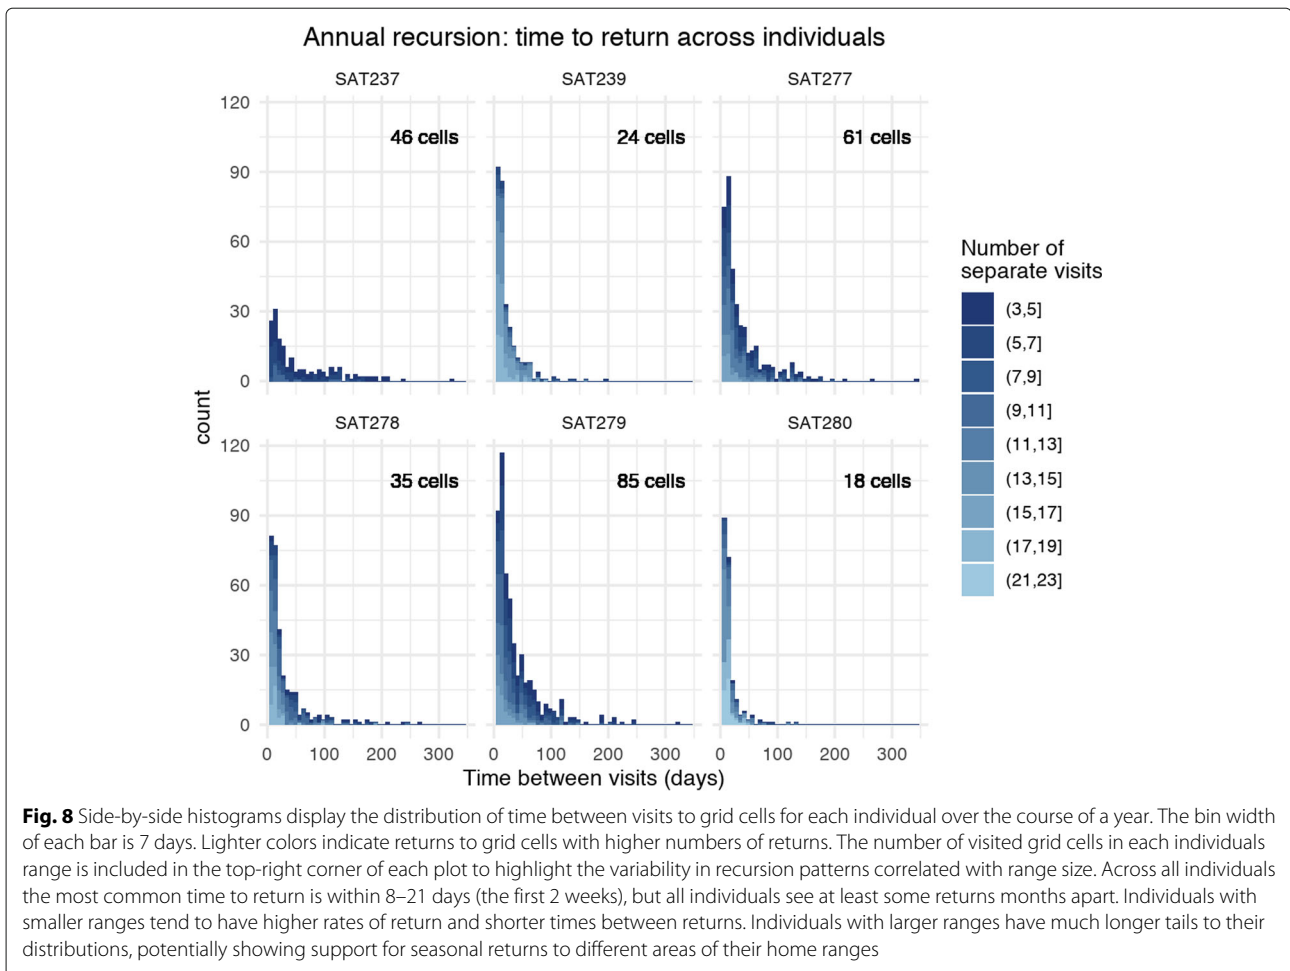 Annual recursion: time to return across individuals
SAT237
SAT239
SAT277
120
90
60
30
0
46 cells
24 cells
61 cells
count
SAT278
SAT279
SAT280
120
90
60
30
0
35 cells
85 cells
18 cells
0 100 200 300
0 100 200 300
0 100 200 300
Time between visits (days)
Number of
separate visits
(3,5]
(5,7]
(7,9]
(9,11]
(11,13]
(13,15]
(15,17]
(17,19]
(21,23]
Fig. 8 Side-by-side histograms display the distribution of time between visits to grid cells for each individual over the course of a year. The bin width
of each bar is 7 days. Lighter colors indicate returns to grid cells with higher numbers of returns. The number of visited grid cells in each individuals
range is included in the top-right corner of each plot to highlight the variability in recursion patterns correlated with range size. Across all individuals
the most common time to return is within 8–21 days (the first 2 weeks), but all individuals see at least some returns months apart. Individuals with
smaller ranges tend to have higher rates of return and shorter times between returns. Individuals with larger ranges have much longer tails to their
distributions, potentially showing support for seasonal returns to different areas of their home ranges